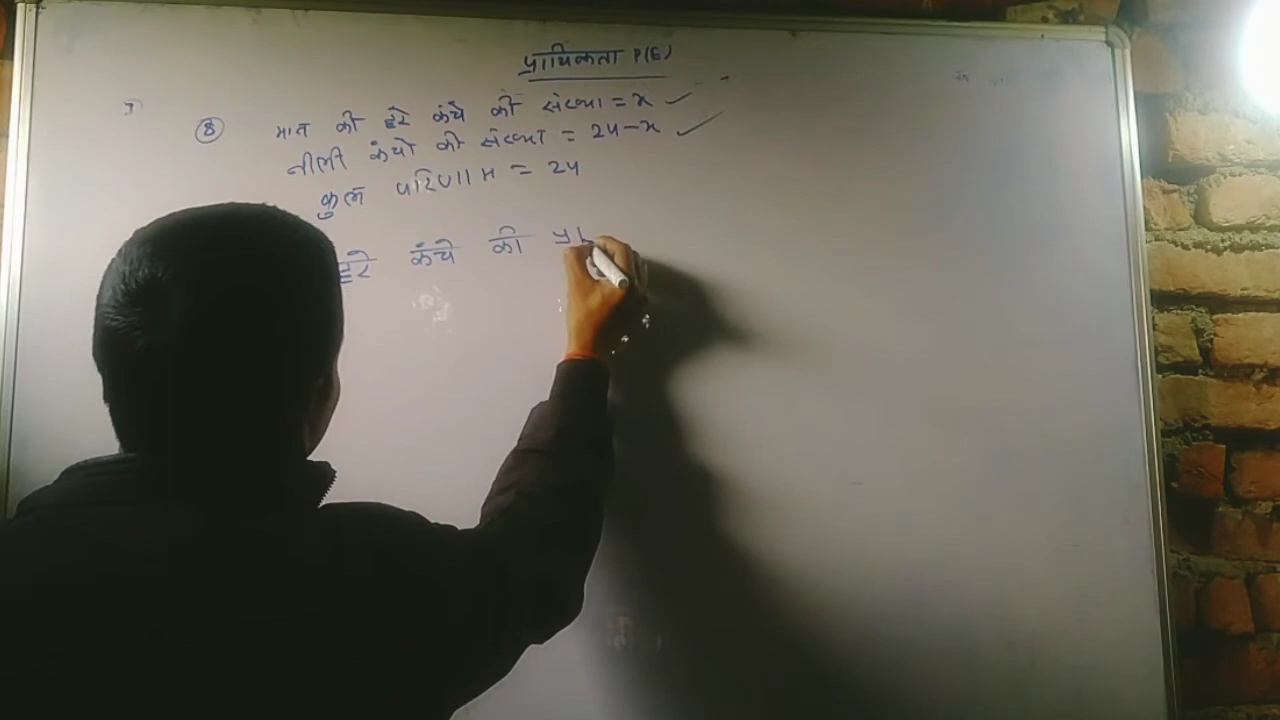 प्रायिकता P(E)
⑧ माना की हरे कंचे की संख्या = x ✓
नीली कंचो की संख्या = 24-x ✓
कुल परिणाम = 24
हरे कंचे की प्रा